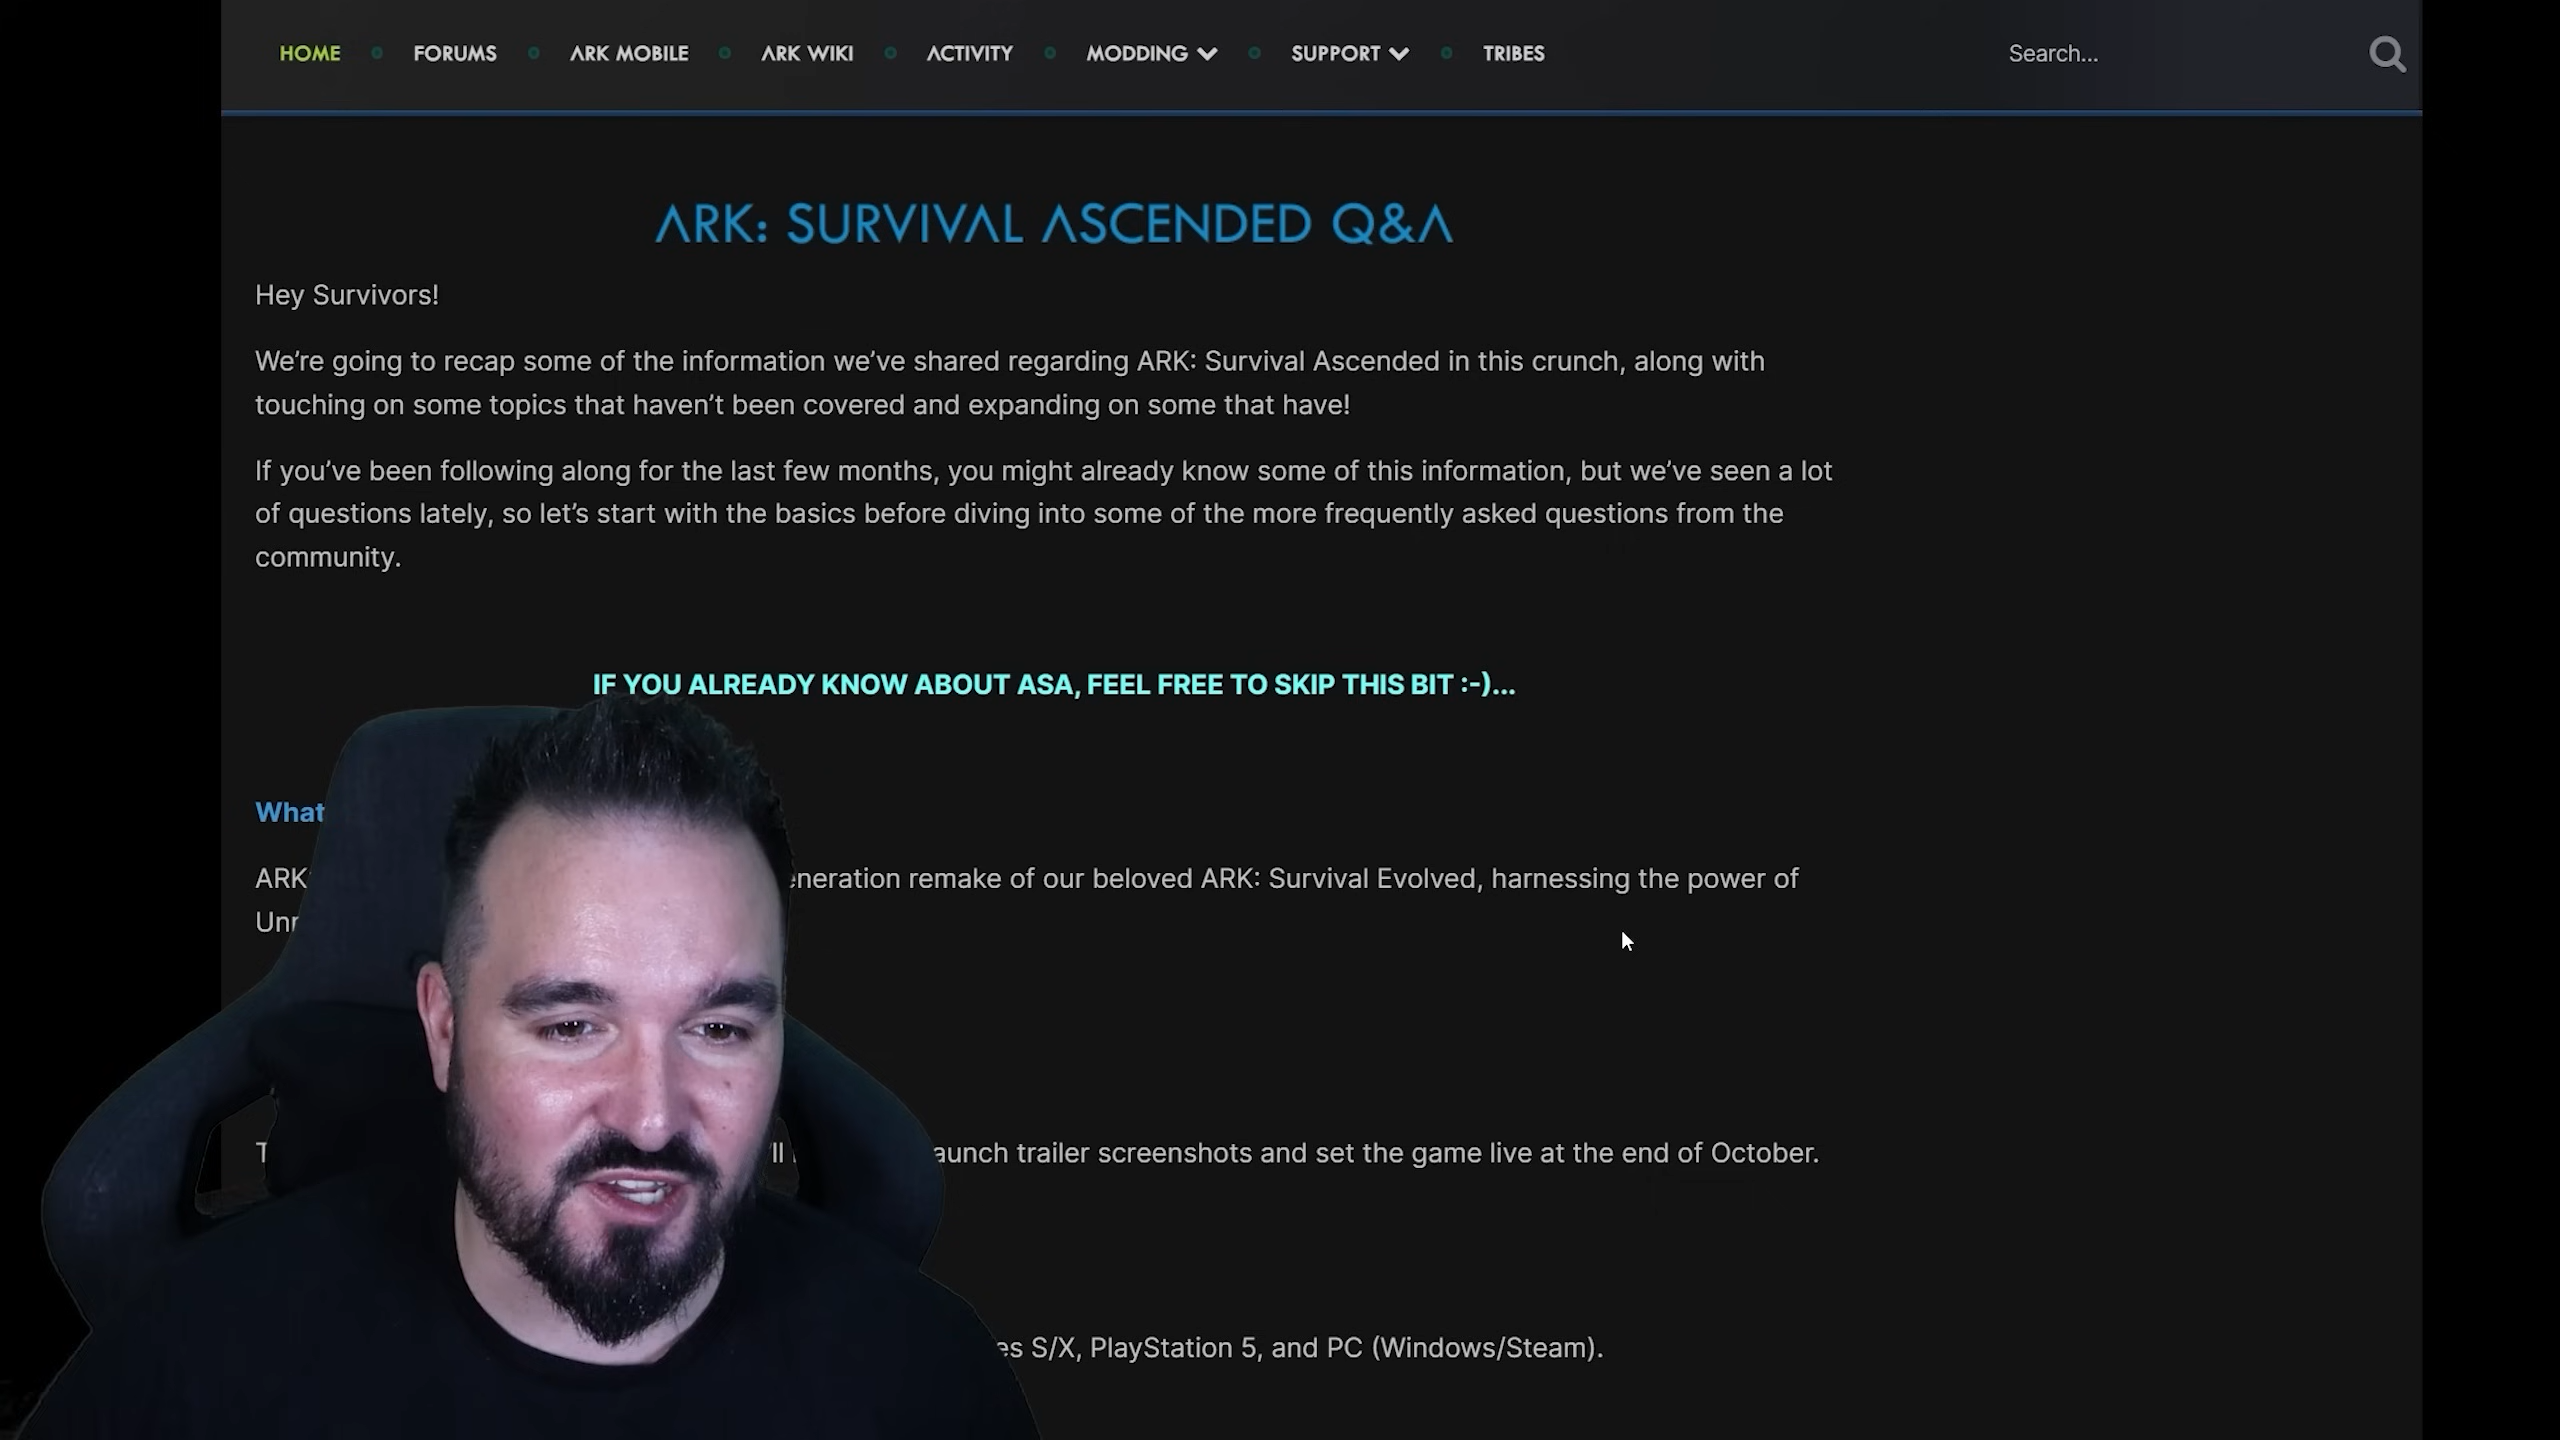 HOME FORUMS ARK MOBILE ARK WIKI ACTIVITY MODDING SUPPORT TRIBES Search...
ARK: SURVIVAL ASCENDED Q&A
Hey Survivors!
We're going to recap some of the information we've shared regarding ARK: Survival Ascended in this crunch, along with
touching on some topics that haven't been covered and expanding on some that have!
If you've been following along for the last few months, you might already know some of this information, but we've seen a lot
of questions lately, so let's start with the basics before diving into some of the more frequently asked questions from the
community.
IF YOU ALREADY KNOW ABOUT ASA, FEEL FREE TO SKIP THIS BIT :-)...
What
ARK remake of our beloved ARK: Survival Evolved, harnessing the power of
trailer screenshots and set the game live at the end of October.
S/X, PlayStation 5, and PC (Windows/Steam).